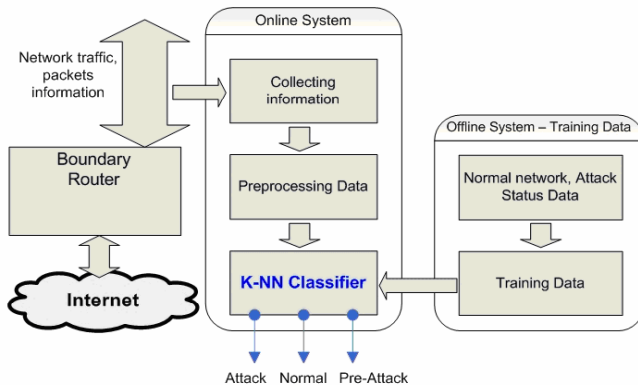 Online System
Network traffic,
packets
information
Collecting
information
Offline System – Training Data
Boundary
Router
Preprocessing Data
Normal network, Attack
Status Data
K-NN Classifier
Training Data
Internet
Attack Normal Pre-Attack